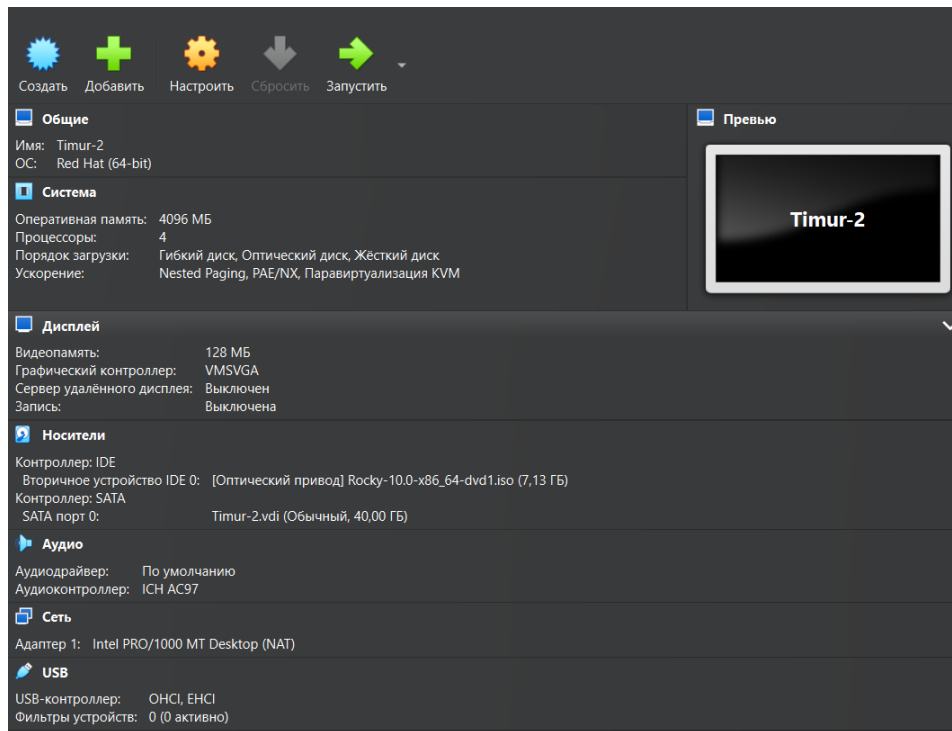 Создать Добавить Настроить Сбросить Запустить
Общие
Имя: Timur-2
ОС: Red Hat (64-bit)
Система
Оперативная память: 4096 МБ
Процессоры: 4
Порядок загрузки: Гибкий диск, Оптический диск, Жёсткий диск
Ускорение: Nested Paging, PAE/NX, Паравиртуализация KVM
Превью
Timur-2
Дисплей
Видеопамять: 128 МБ
Графический контроллер: VMSVGA
Сервер удалённого дисплея: Выключен
Запись: Выключена
Носители
Контроллер: IDE
Вторичное устройство IDE 0: [Оптический привод] Rocky-10.0-x86_64-dvd1.iso (7,13 ГБ)
Контроллер: SATA
SATA порт 0: Timur-2.vdi (Обычный, 40,00 ГБ)
Аудио
Аудиодрайвер: По умолчанию
Аудиоконтроллер: ICH AC97
Сеть
Адаптер 1: Intel PRO/1000 MT Desktop (NAT)
USB
USB-контроллер: OHCI, EHCI
Фильтры устройств: 0 (0 активно)